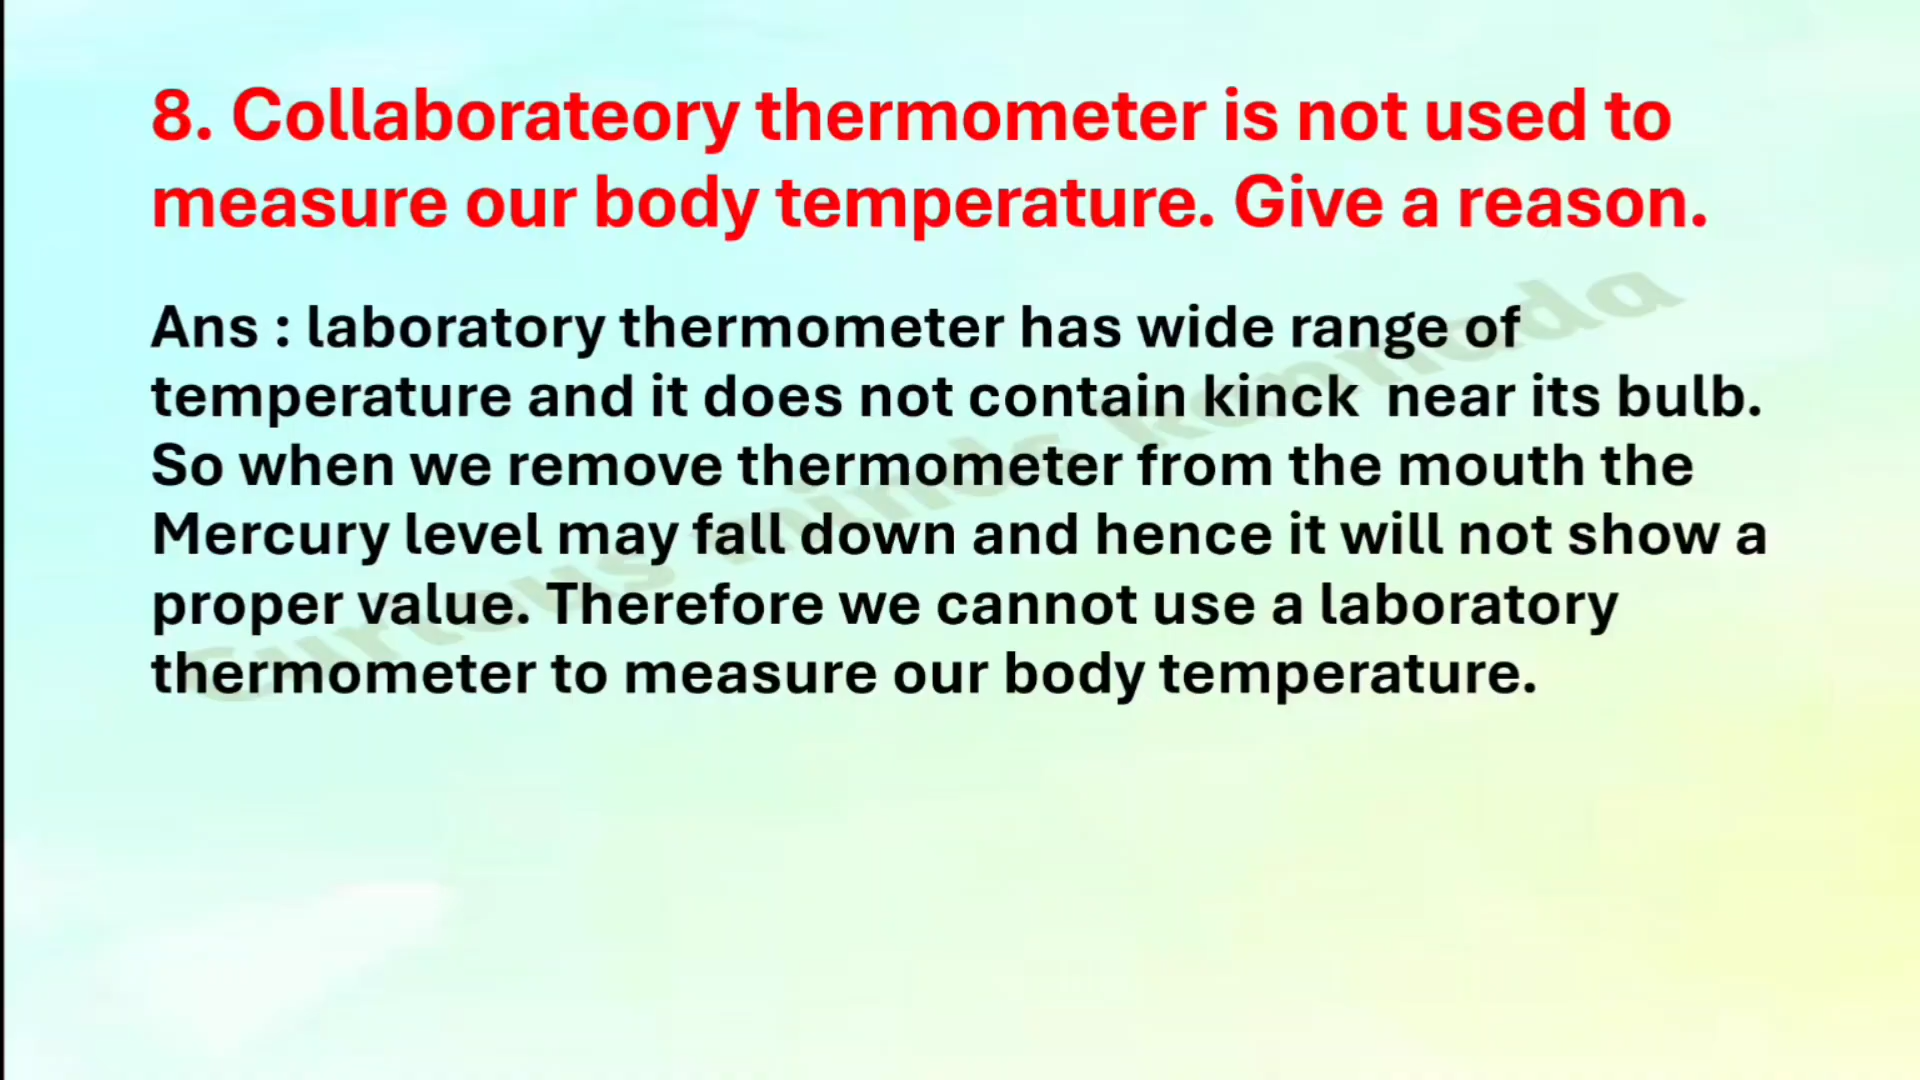 8. Collaborateory thermometer is not used to
measure our body temperature. Give a reason.
Ans : laboratory thermometer has wide range of
temperature and it does not contain kinck near its bulb.
So when we remove thermometer from the mouth the
Mercury level may fall down and hence it will not show a
proper value. Therefore we cannot use a laboratory
thermometer to measure our body temperature.
Curious minds